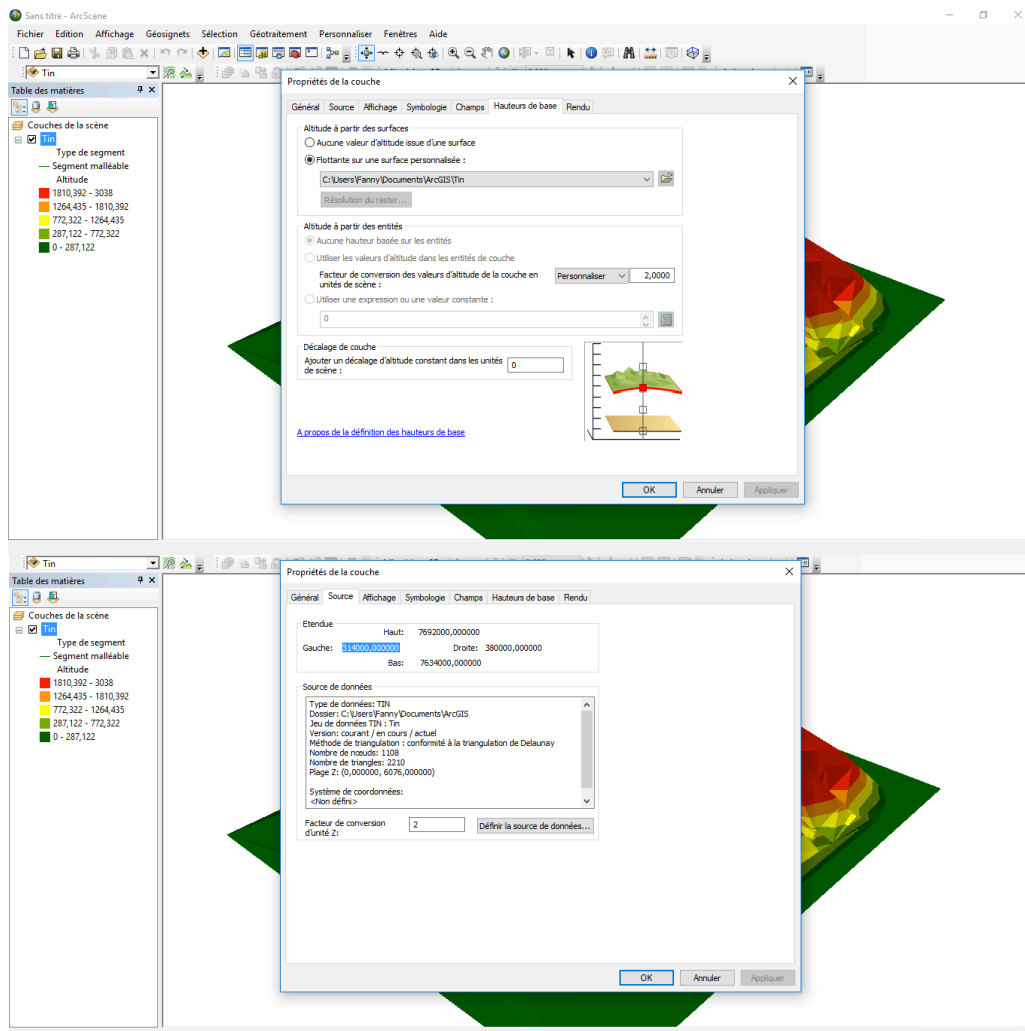 Sans titre - ArcScene
Fichier Edition Affichage Géosignets Sélection Géotraitement Personnaliser Fenêtres Aide
Tin
Table des matières
Couches de la scène
Tin
Type de segment
Segment malléable
Altitude
1810,392 - 3038
1264,435 - 1810,392
772,322 - 1264,435
287,122 - 772,322
0 - 287,122
Propriétés de la couche
Général Source Affichage Symbologie Champs Hauteurs de base Rendu
Altitude à partir des surfaces
Aucune valeur d'altitude issue d'une surface
Flottante sur une surface personnalisée :
C:\Users\Fanny\Documents\ArcGIS\Tin
Résolution du raster...
Altitude à partir des entités
Aucune hauteur basée sur les entités
Utiliser les valeurs d'altitude dans les entités de couche
Facteur de conversion des valeurs d'altitude de la couche en
unités de scène :
Personnaliser 2,0000
Utiliser une expression ou une valeur constante :
0
Décalage de couche
Ajouter un décalage d'altitude constant dans les unités
de scène :
0
A propos de la définition des hauteurs de base
OK Annuler Appliquer
Tin
Table des matières
Couches de la scène
Tin
Type de segment
Segment malléable
Altitude
1810,392 - 3038
1264,435 - 1810,392
772,322 - 1264,435
287,122 - 772,322
0 - 287,122
Propriétés de la couche
Général Source Affichage Symbologie Champs Hauteurs de base Rendu
Etendue
Haut: 7692000,000000
Gauche: 314000,000000 Droite: 380000,000000
Bas: 7634000,000000
Source de données
Type de données: TIN
Dossier: C:\Users\Fanny\Documents\ArcGIS
Jeu de données TIN : Tin
Version: courant / en cours / actuel
Méthode de triangulation : conformité à la triangulation de Delaunay
Nombre de nœuds: 1108
Nombre de triangles: 2210
Plage Z: (0,000000, 6076,000000)
Système de coordonnées:
<Non défini>
Facteur de conversion
d'unité Z:
2
Définir la source de données...
OK Annuler Appliquer